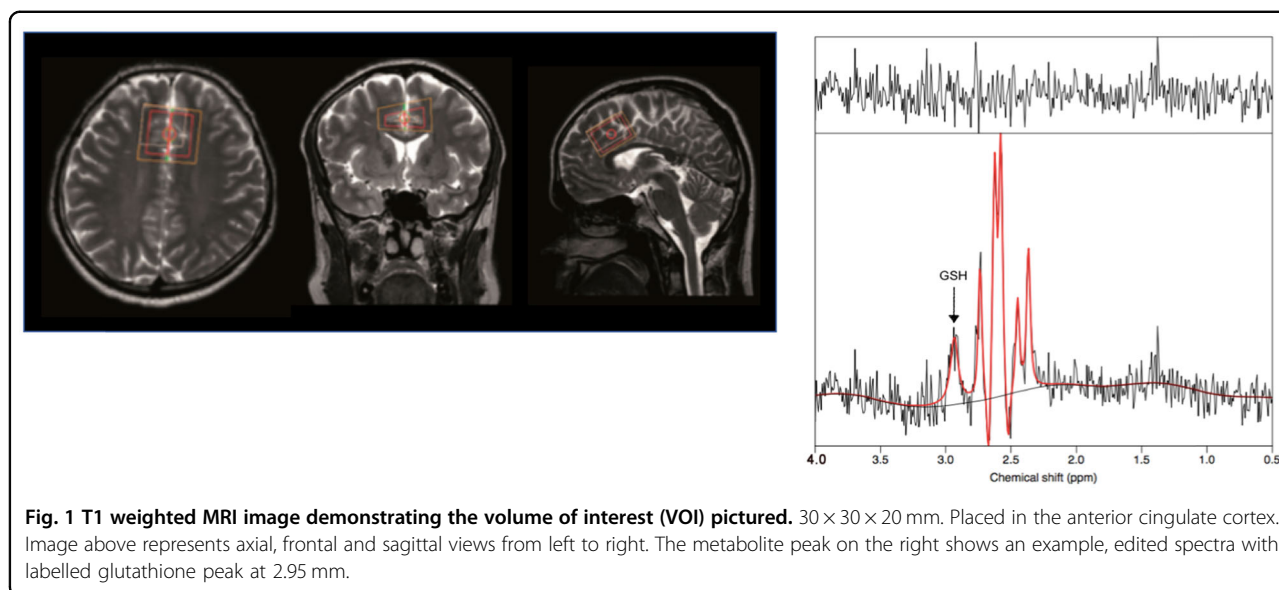 GSH
4.0 3.5 3.0 2.5 2.0 1.5 1.0 0.5
Chemical shift (ppm)
Fig. 1 T1 weighted MRI image demonstrating the volume of interest (VOI) pictured. 30 × 30 × 20 mm. Placed in the anterior cingulate cortex.
Image above represents axial, frontal and sagittal views from left to right. The metabolite peak on the right shows an example, edited spectra with
labelled glutathione peak at 2.95 mm.